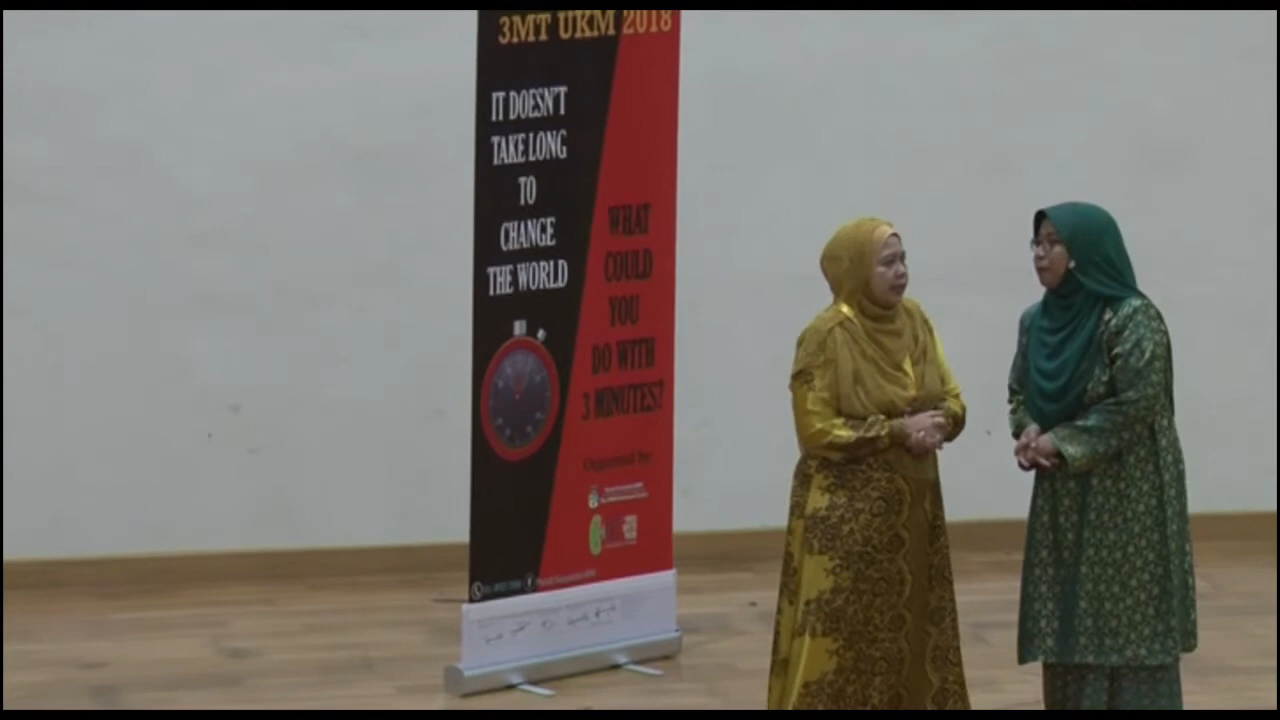 3MT UKM 2018
IT DOESN'T
TAKE LONG
TO
CHANGE
THE WORLD
WHAT
COULD
YOU
DO WITH
3 MINUTES?
Organised by: